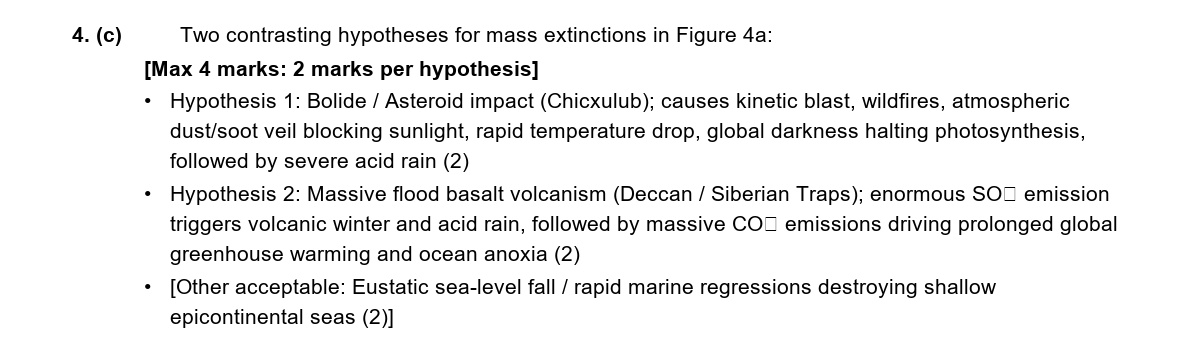 4. (c) Two contrasting hypotheses for mass extinctions in Figure 4a:
[Max 4 marks: 2 marks per hypothesis]
• Hypothesis 1: Bolide / Asteroid impact (Chicxulub); causes kinetic blast, wildfires, atmospheric
dust/soot veil blocking sunlight, rapid temperature drop, global darkness halting photosynthesis,
followed by severe acid rain (2)
• Hypothesis 2: Massive flood basalt volcanism (Deccan / Siberian Traps); enormous SO□ emission
triggers volcanic winter and acid rain, followed by massive CO□ emissions driving prolonged global
greenhouse warming and ocean anoxia (2)
• [Other acceptable: Eustatic sea-level fall / rapid marine regressions destroying shallow
epicontinental seas (2)]